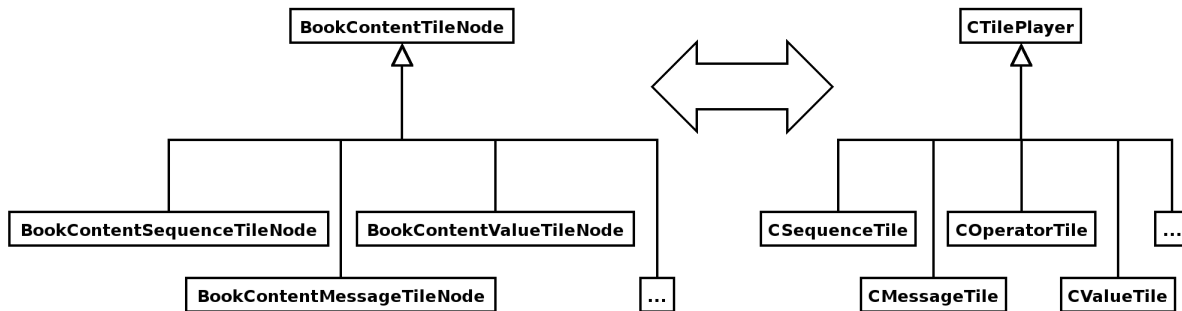 BookContentTileNode
CTilePlayer
BookContentSequenceTileNode
BookContentValueTileNode
CSequenceTile
COperatorTile
...
BookContentMessageTileNode
...
CMessageTile
CValueTile